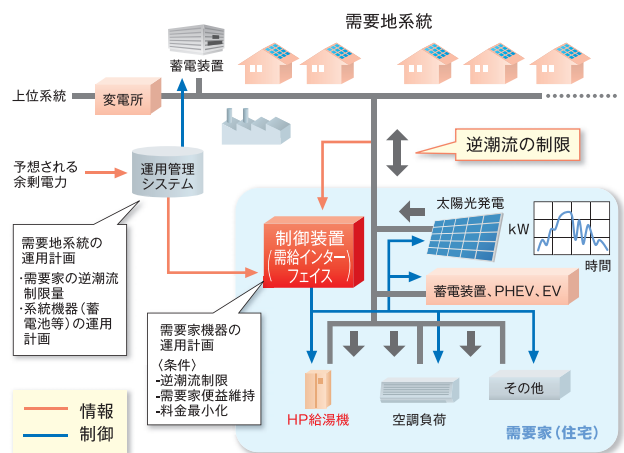 需要地系統
蓄電装置
上位系統
変電所
逆潮流の制限
予想される
余剰電力
運用管理
システム
太陽光発電
kW
時間
制御装置
(需給インター
フェイス)
蓄電装置、PHEV、EV
需要地系統の
運用計画
・需要家の逆潮流
制限量
・系統機器(蓄
電池等)の運用
計画
需要家機器の
運用計画
〈条件〉
-逆潮流制限
-需要家便益維持
-料金最小化
HP給湯機
空調負荷
その他
需要家(住宅)
情報
制御